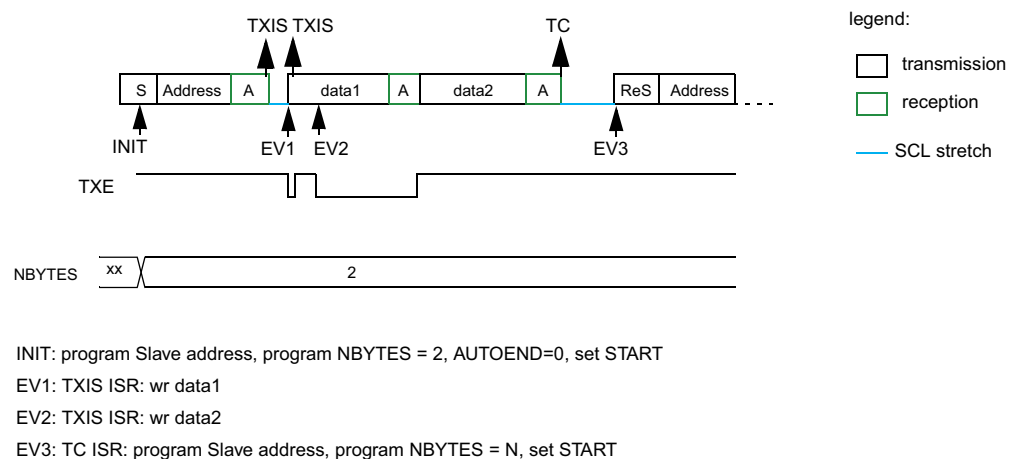 TXIS TXIS
TC
legend:
S
Address
A
data1
A
data2
A
ReS
Address
transmission
reception
SCL stretch
INIT
EV1
EV2
EV3
TXE
NBYTES
xx
2
INIT: program Slave address, program NBYTES = 2, AUTOEND=0, set START
EV1: TXIS ISR: wr data1
EV2: TXIS ISR: wr data2
EV3: TC ISR: program Slave address, program NBYTES = N, set START